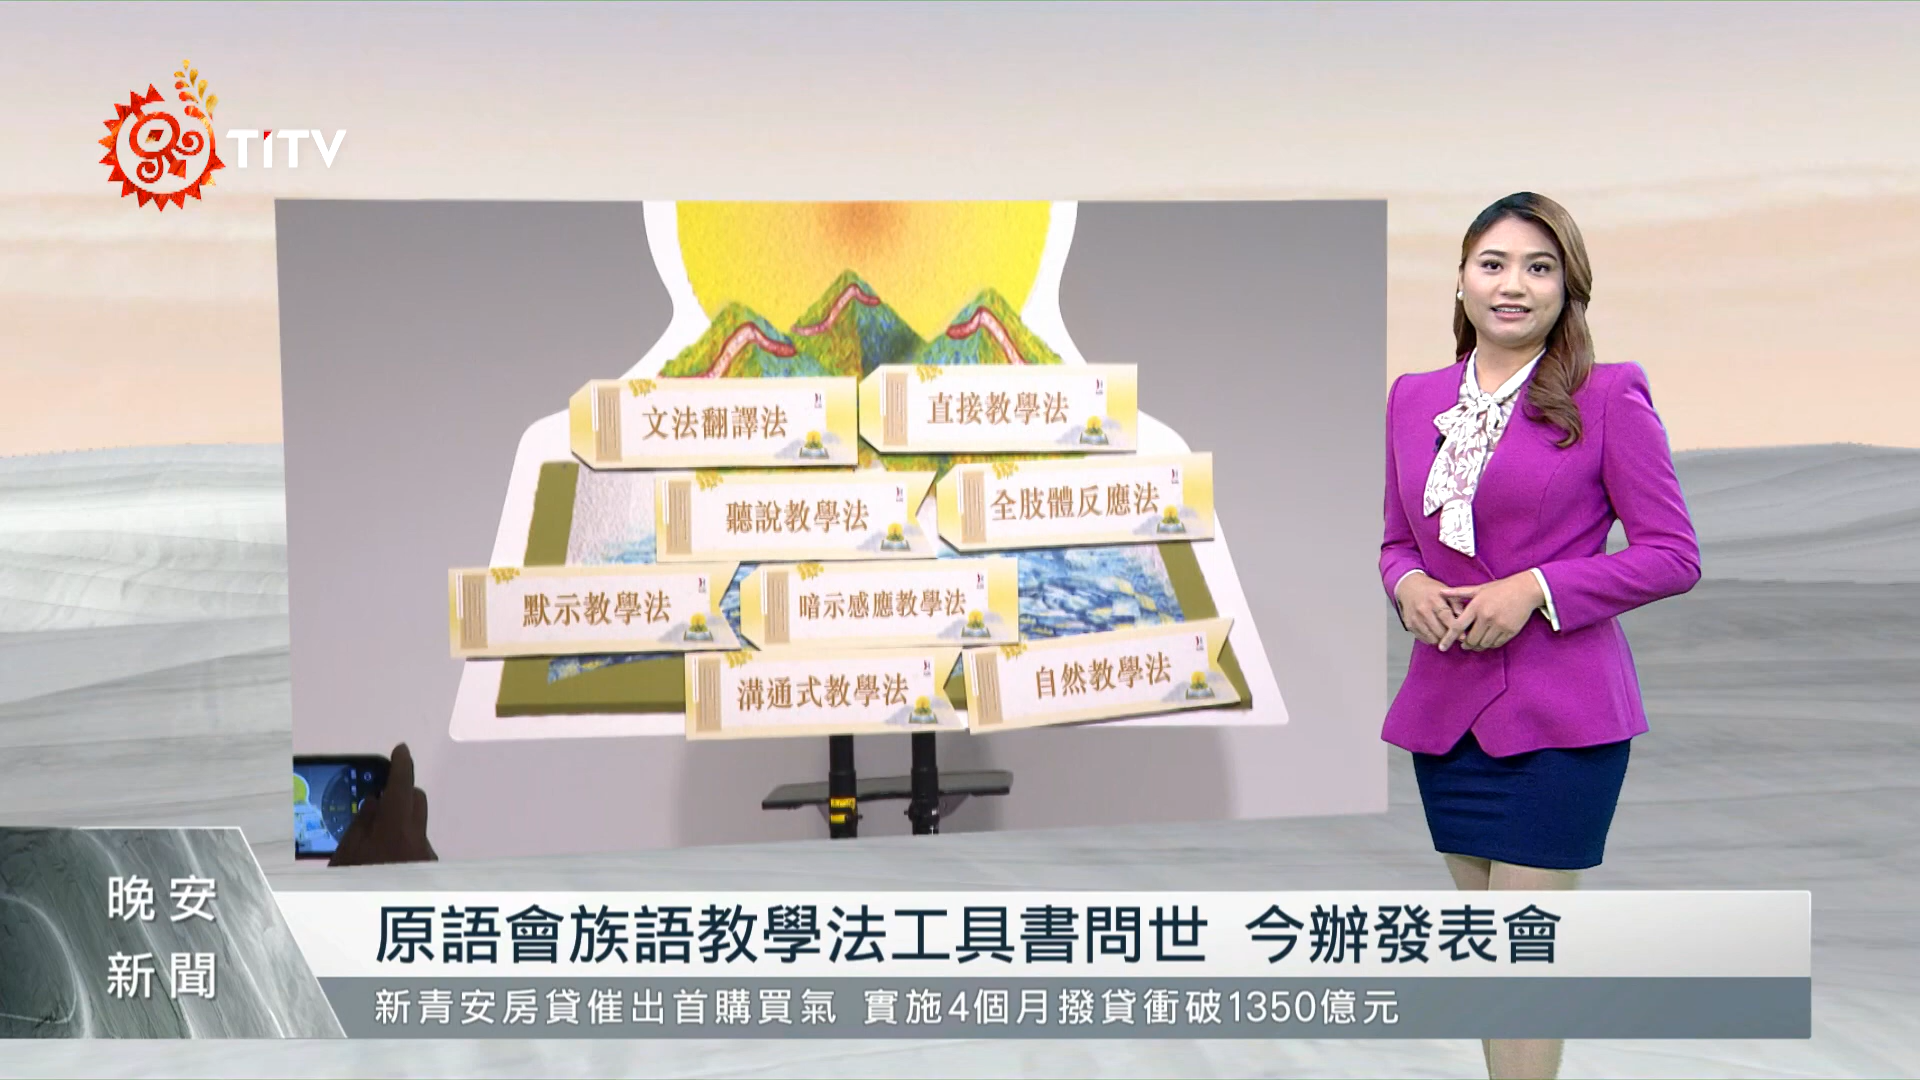 TiTV
文法翻譯法
直接教學法
聽說教學法
全肢體反應法
默示教學法
暗示感應教學法
溝通式教學法
自然教學法
晚安
新聞
原語會族語教學法工具書問世 今辦發表會
新青安房貸催出首購買氣 實施4個月撥貸衝破1350億元